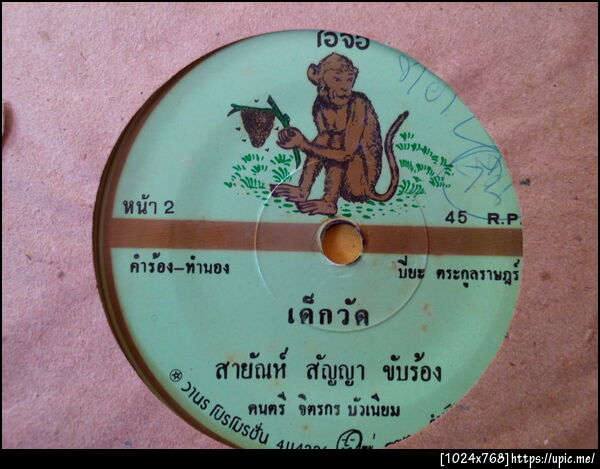 ไอจ๊อ
หน้า 2
45 R.P.
คำร้อง-ทำนอง
ปิยะ ตระกูลราษฎร์
เด็กวัด
สายัณห์ สัญญา ขับร้อง
ดนตรี จิตรกร บัวเนียม
วานร โปรโมรชั่น
[1024x768]https://upic.me/